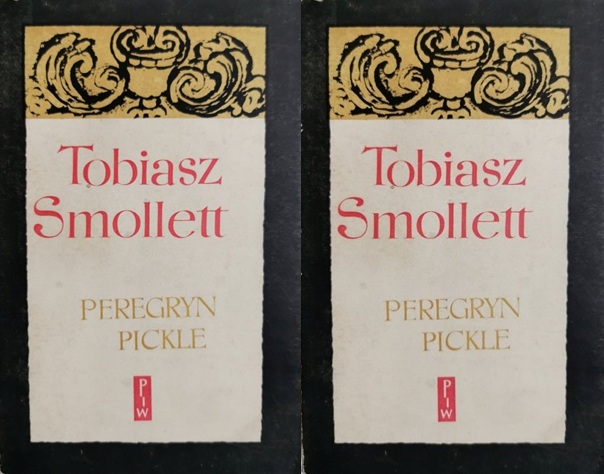 Tobiasz
Smollett
PEREGRYN
PICKLE
PIW
Tobiasz
Smollett
PEREGRYN
PICKLE
PIW